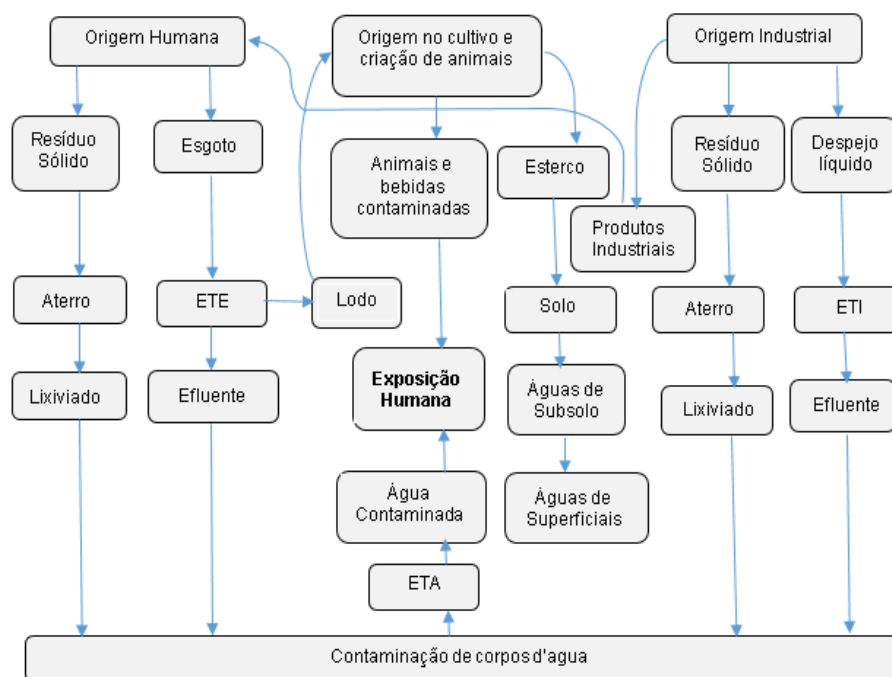 Origem Humana
Origem no cultivo e
criação de animais
Origem Industrial
Resíduo
Sólido
Esgoto
Animais e
bebidas
contaminadas
Esterco
Resíduo
Sólido
Despejo
líquido
Produtos
Industriais
Aterro
ETE
Lodo
Solo
Aterro
ETI
Lixiviado
Efluente
Exposição
Humana
Águas de
Subsolo
Lixiviado
Efluente
Água
Contaminada
Águas de
Superficiais
ETA
Contaminação de corpos d'agua